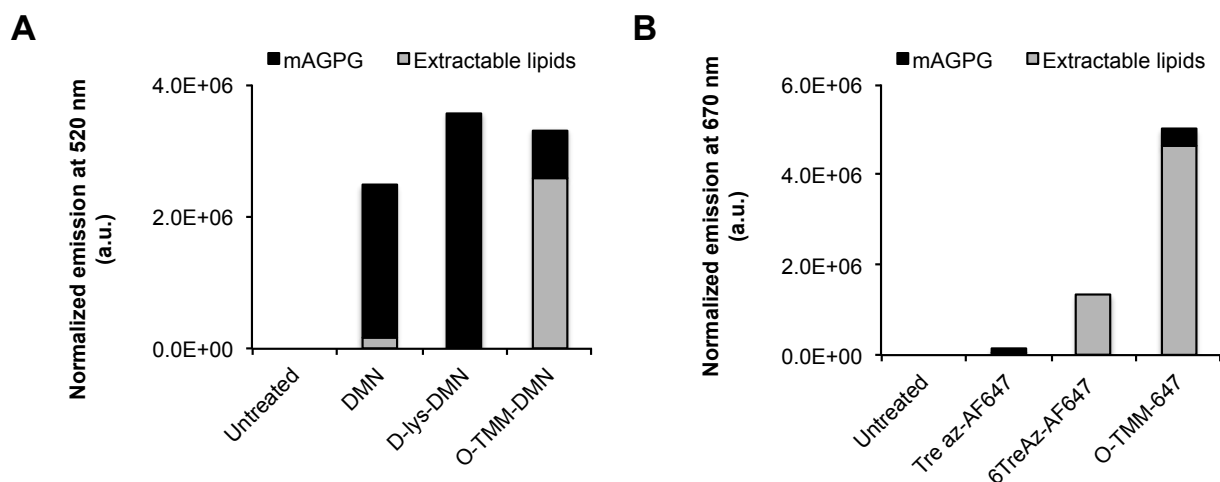 A
mAGPG
Extractable lipids
Normalized emission at 520 nm
(a.u.)
4.0E+06
2.0E+06
0.0E+00
Untreated
DMN
D-lys-DMN
O-TMM-DMN
B
mAGPG
Extractable lipids
Normalized emission at 670 nm
(a.u.)
6.0E+06
4.0E+06
2.0E+06
0.0E+00
Untreated
Tre az-AF647
6TreAz-AF647
O-TMM-647